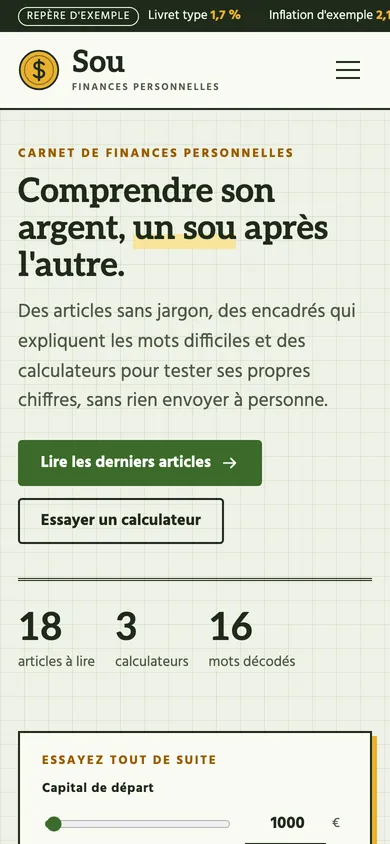 REPÈRE D'EXEMPLE Livret type 1,7 % Inflation d'exemple 2,1
$ Sou
FINANCES PERSONNELLES
CARNET DE FINANCES PERSONNELLES
Comprendre son
argent, un sou après
l'autre.
Des articles sans jargon, des encadrés qui
expliquent les mots difficiles et des
calculateurs pour tester ses propres
chiffres, sans rien envoyer à personne.
Lire les derniers articles →
Essayer un calculateur
18 3 16
articles à lire calculateurs mots décodés
ESSAYEZ TOUT DE SUITE
Capital de départ
1000 €